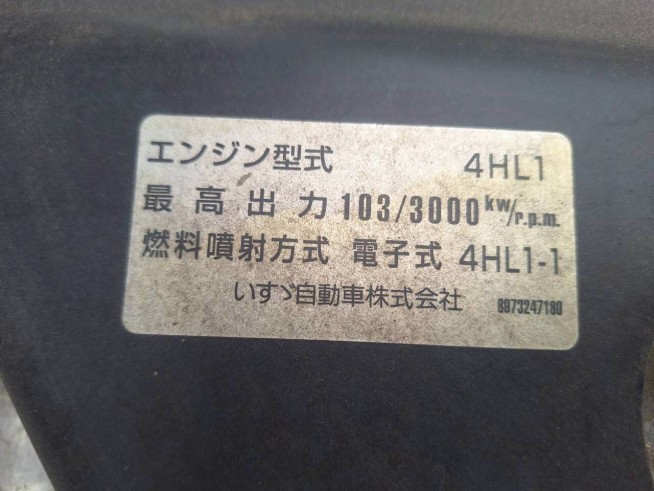 エンジン型式 4HL1
最高出力 103/3000 kw/r.p.m.
燃料噴射方式 電子式 4HL1-1
いすゞ自動車株式会社 8973247180